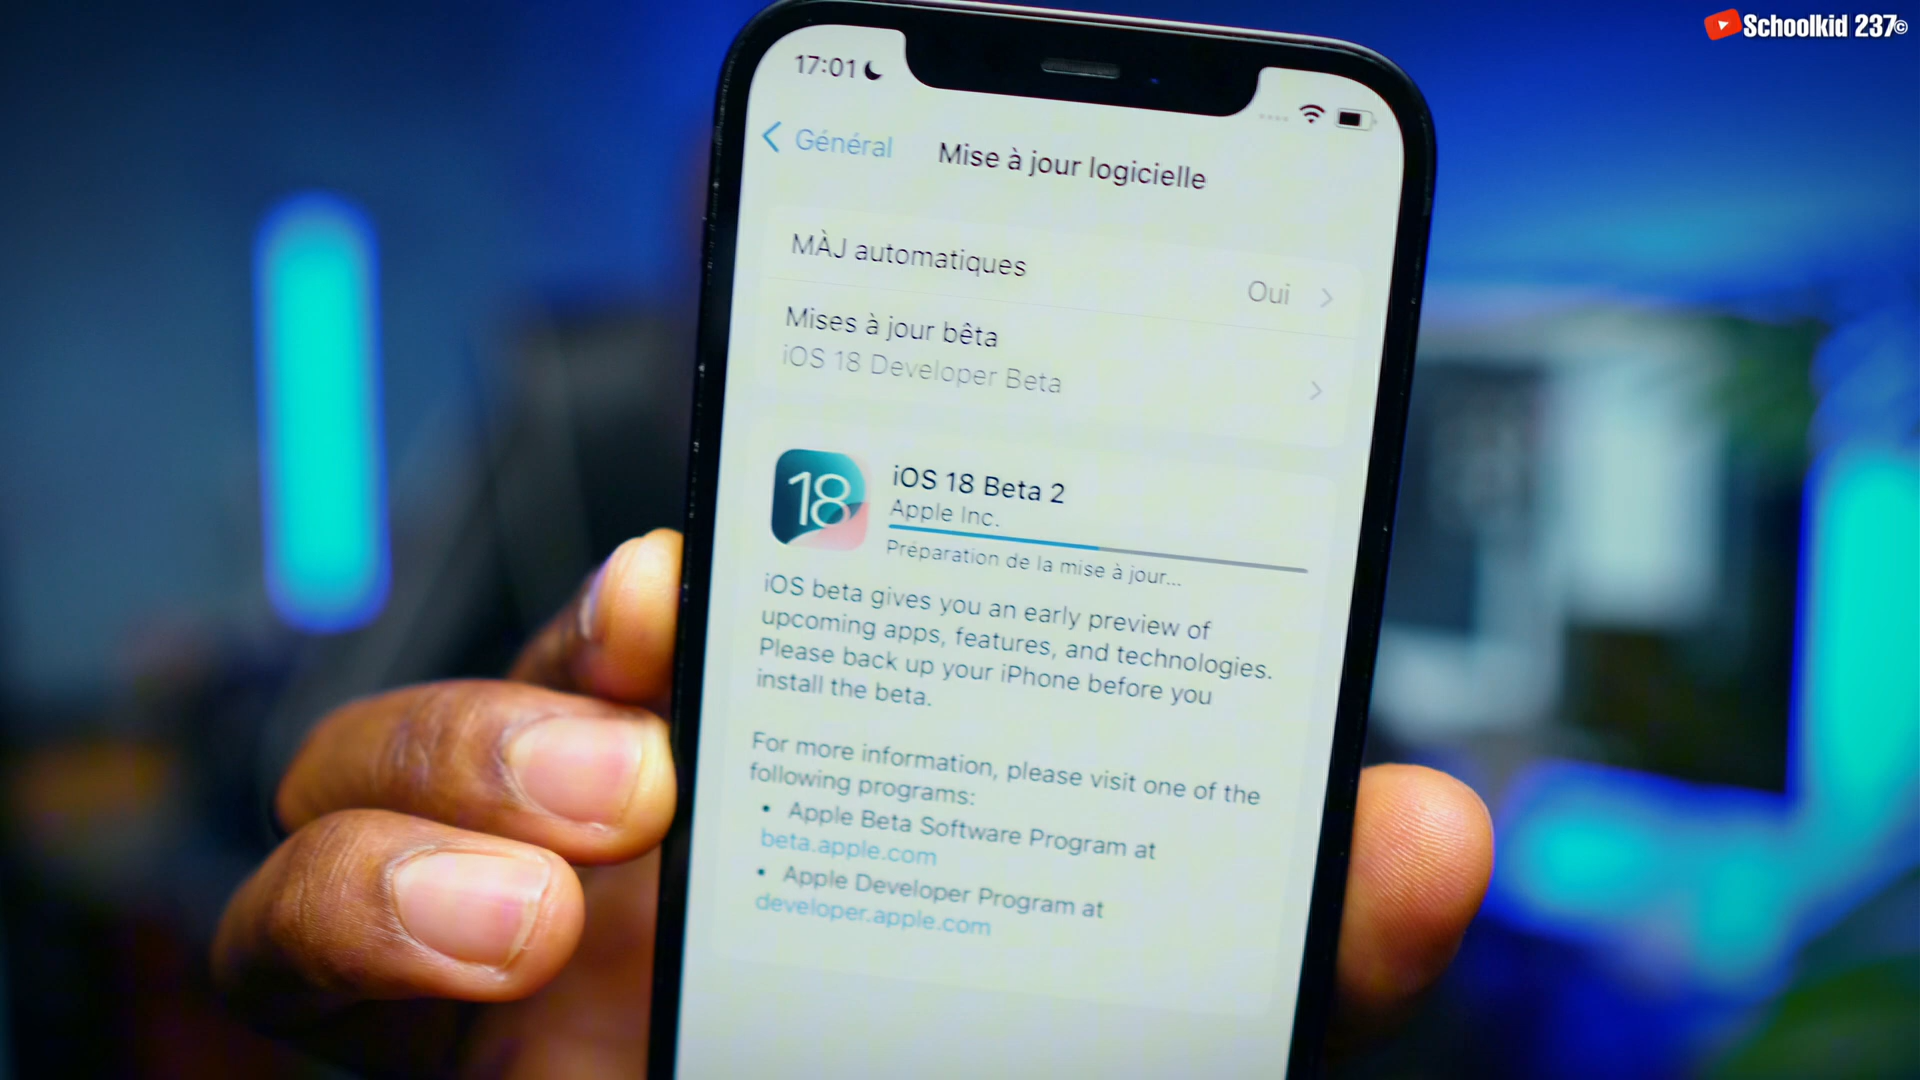 Schoolkid 237©
17:01
Général
Mise à jour logicielle
MÀJ automatiques
Oui
Mises à jour bêta
iOS 18 Developer Beta
18
iOS 18 Beta 2
Apple Inc.
Préparation de la mise à jour...
iOS beta gives you an early preview of
upcoming apps, features, and technologies.
Please back up your iPhone before you
install the beta.
For more information, please visit one of the
following programs:
• Apple Beta Software Program at
beta.apple.com
• Apple Developer Program at
developer.apple.com